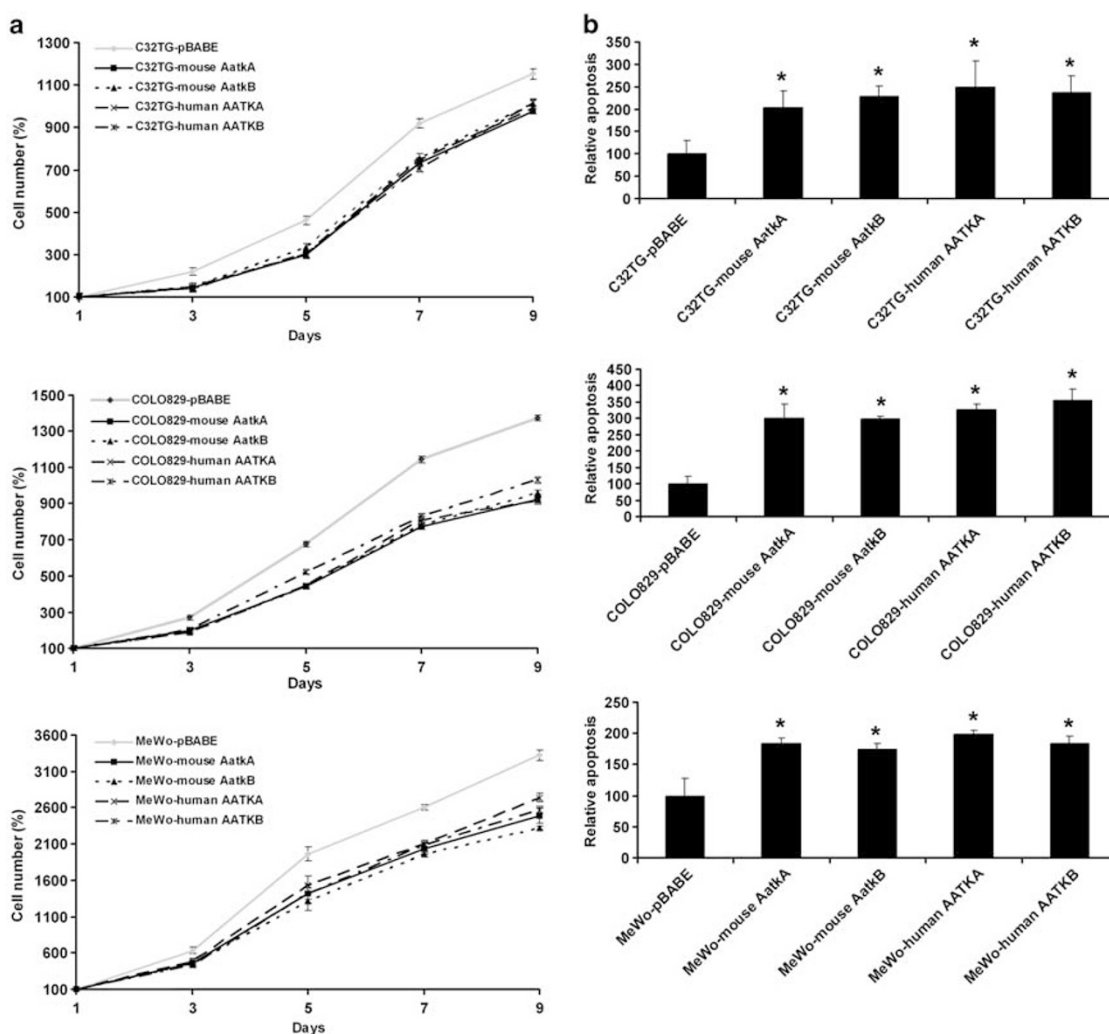 a
1300
1100
900
700
500
300
100
Cell number (%)
C32TG-pBABE
C32TG-mouse AatkA
C32TG-mouse AatkB
C32TG-human AATKA
C32TG-human AATKB
1 3 5 7 9
Days
b
350
300
250
200
150
100
50
0
Relative apoptosis
* * * *
C32TG-pBABE
C32TG-mouse AatkA
C32TG-mouse AatkB
C32TG-human AATKA
C32TG-human AATKB
1500
1300
1100
900
700
500
300
100
Cell number (%)
COLO829-pBABE
COLO829-mouse AatkA
COLO829-mouse AatkB
COLO829-human AATKA
COLO829-human AATKB
1 3 5 7 9
Days
450
400
350
300
250
200
150
100
50
0
Relative apoptosis
* * * *
COLO829-pBABE
COLO829-mouse AatkA
COLO829-mouse AatkB
COLO829-human AATKA
COLO829-human AATKB
3600
3100
2600
2100
1600
1100
600
100
Cell number (%)
MeWo-pBABE
MeWo-mouse AatkA
MeWo-mouse AatkB
MeWo-human AATKA
MeWo-human AATKB
1 3 5 7 9
Days
250
200
150
100
50
0
Relative apoptosis
* * * *
MeWo-pBABE
MeWo-mouse AatkA
MeWo-mouse AatkB
MeWo-human AATKA
MeWo-human AATKB